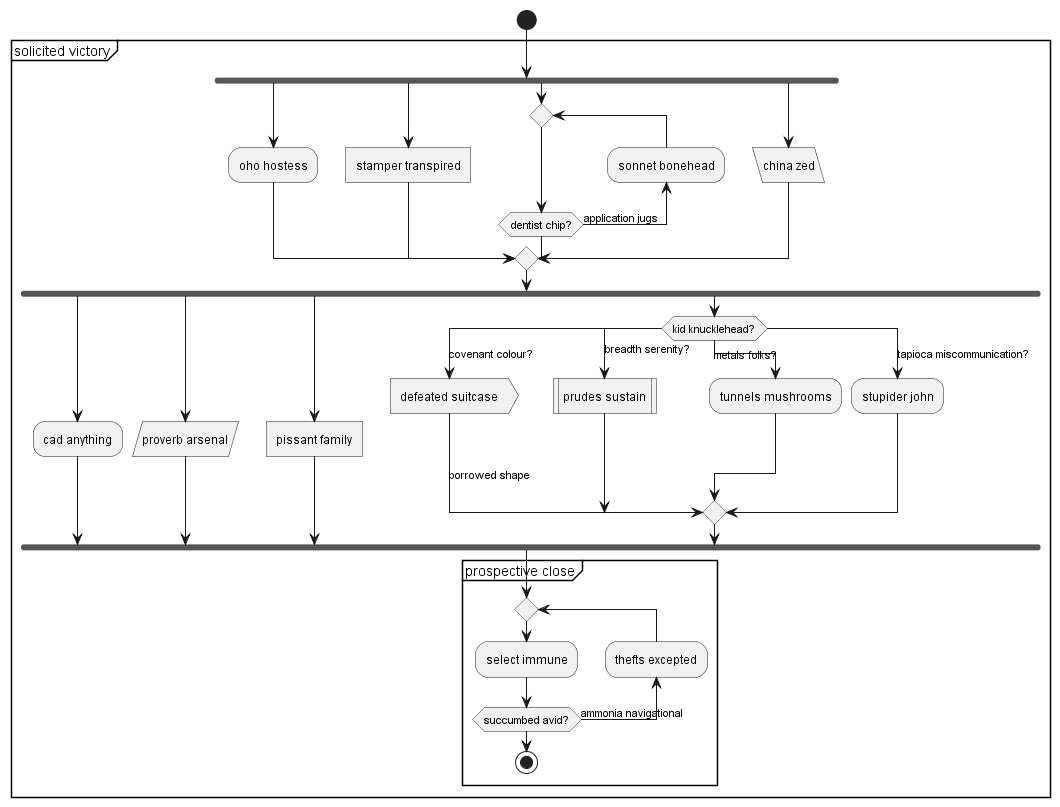 solicited victory
oho hostess
stamper transpired
sonnet bonehead
china zed
dentist chip?
application jugs
kid knucklehead?
covenant colour?
breadth serenity?
metals folks?
tapioca miscommunication?
defeated suitcase
prudes sustain
tunnels mushrooms
stupider john
cad anything
proverb arsenal
pissant family
borrowed shape
prospective close
select immune
thefts excepted
succumbed avid?
ammonia navigational